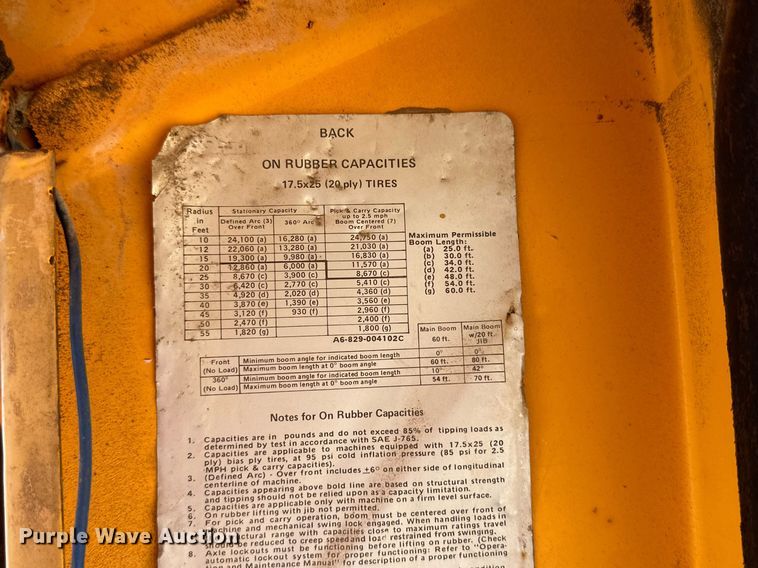 BACK
ON RUBBER CAPACITIES
17.5x25 (20 ply) TIRES
Radius in Feet | Stationary Capacity | Pick & Carry Capacity up to 2.5 mph Boom Centered (7) Over Front
Defined Arc (3) Over Front | 360° Arc
10 24,100 (a) 16,280 (a) 24,750 (a)
12 22,060 (a) 13,280 (a) 21,030 (a)
15 19,300 (a) 9,980 (a) 16,830 (a)
20 12,860 (a) 6,000 (a) 11,570 (a)
25 8,670 (c) 3,900 (c) 8,670 (c)
30 6,420 (c) 2,770 (c) 5,410 (c)
35 4,920 (d) 2,020 (d) 4,360 (d)
40 3,870 (e) 1,390 (e) 3,560 (e)
45 3,120 (f) 930 (f) 2,960 (f)
50 2,470 (f) 2,400 (f)
55 1,820 (g) 1,800 (g)
Maximum Permissible
Boom Length:
(a) 25.0 ft.
(b) 30.0 ft.
(c) 34.0 ft.
(d) 42.0 ft.
(e) 48.0 ft.
(f) 54.0 ft.
(g) 60.0 ft.
A6-829-004102C
Main Boom 60 ft. | Main Boom w/20 ft. JIB
Front (No Load) | Minimum boom angle for indicated boom length | 0° | 0°
Maximum boom length at 0° boom angle | 60 ft. | 80 ft.
360° (No Load) | Minimum boom angle for indicated boom length | 10° | 42°
Maximum boom length at 0° boom angle | 54 ft. | 70 ft.
Notes for On Rubber Capacities
1. Capacities are in pounds and do not exceed 85% of tipping loads as
determined by test in accordance with SAE J-765.
2. Capacities are applicable to machines equipped with 17.5x25 (20
ply) bias ply tires, at 95 psi cold inflation pressure (85 psi for 2.5
MPH pick & carry capacities).
3. (Defined Arc) - Over front includes ±6° on either side of longitudinal
centerline of machine.
4. Capacities appearing above bold line are based on structural strength
and tipping should not be relied upon as a capacity limitation.
5. Capacities are applicable only with machine on a firm level surface.
6. On rubber lifting with jib not permitted.
7. For pick and carry operation, boom must be centered over front of
machine and mechanical swing lock engaged. When handling loads in
structural range with capacities close to maximum ratings travel
should be reduced to creep speed and load restrained from swinging.
8. Axle lockouts must be functioning before lifting on rubber. (Check
automatic lockout system for proper functioning: Refer to "Opera-
tion and Maintenance Manual" for description of a proper functioning
condition
Purple Wave Auction